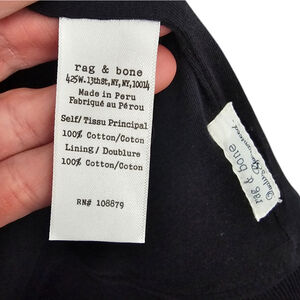 rag & bone
425W.13thSt,NY,NY,10014
Made in Peru
Fabriqué au Pérou
Self/Tissu Principal
100% Cotton/Coton
Lining/Doublure
100% Cotton/Coton
RN# 108879
rag & bone